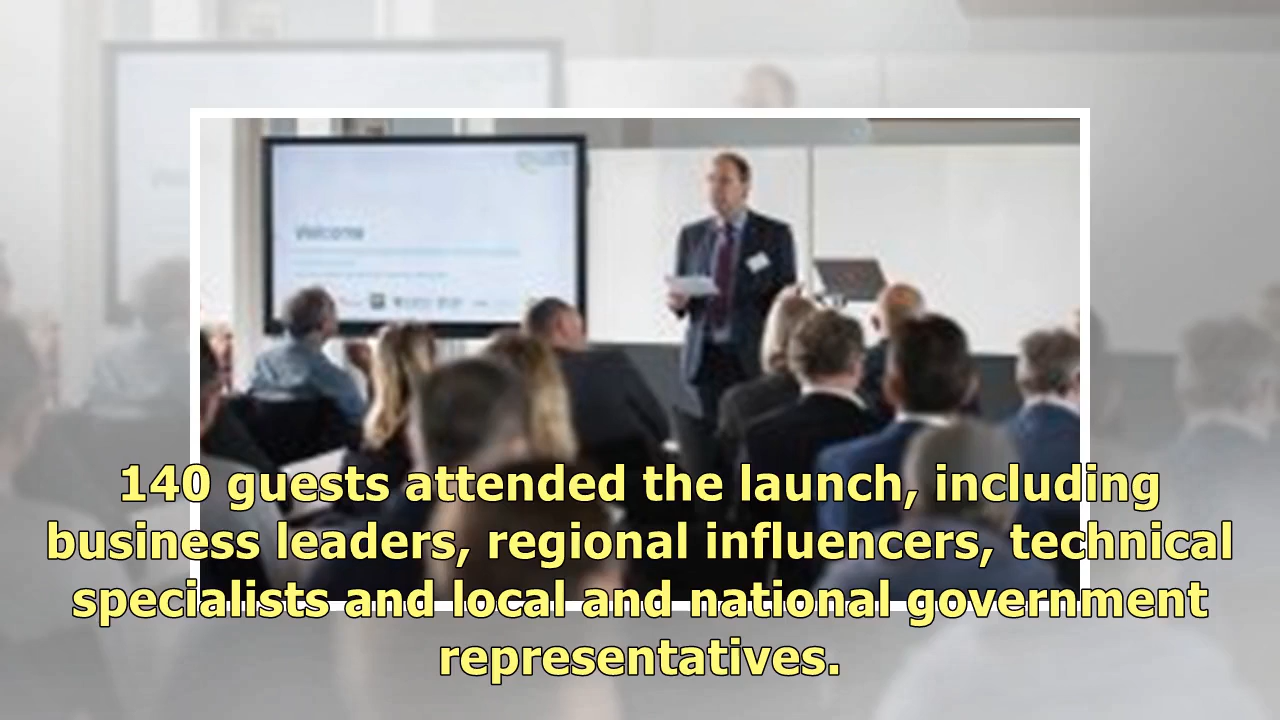 Welcome
140 guests attended the launch, including
business leaders, regional influencers, technical
specialists and local and national government
representatives.